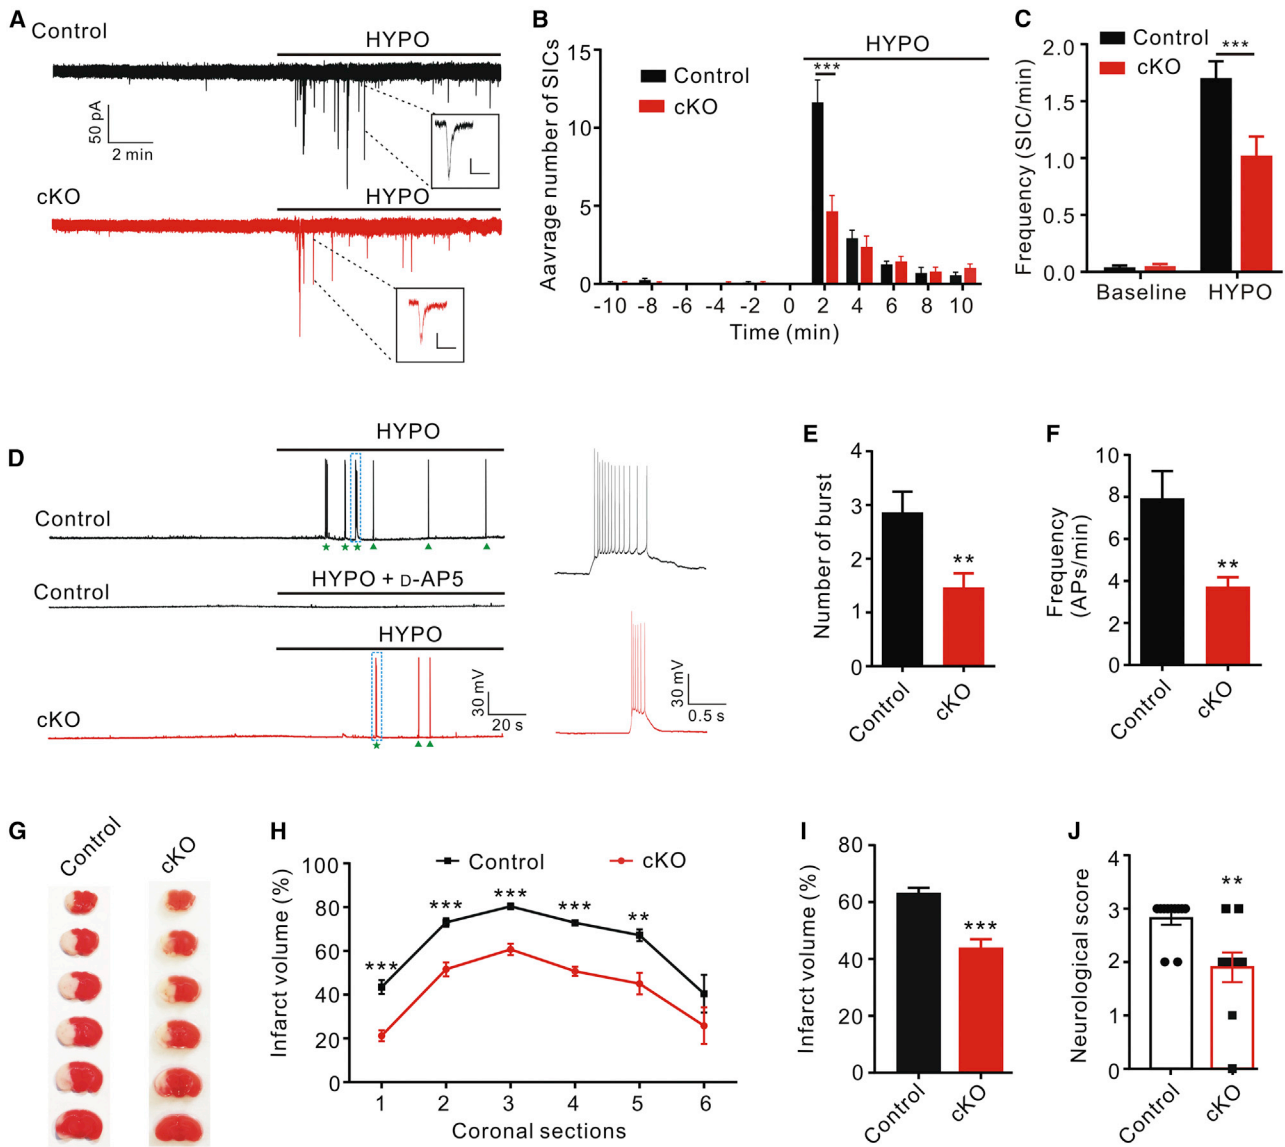 A
Control
HYPO
50 pA
2 min
cKO
HYPO
B
HYPO
Control
cKO
***
Aavrage number of SICs
15
10
5
0
-10 -8 -6 -4 -2 0 2 4 6 8 10
Time (min)
C
Control
cKO
***
Frequency (SIC/min)
2.0
1.5
1.0
0.5
0.0
Baseline HYPO
D
HYPO
Control
HYPO + D-AP5
Control
HYPO
cKO
30 mV
20 s
30 mV
0.5 s
E
Number of burst
4
3
2
1
0
**
Control cKO
F
Frequency
(APs/min)
10
8
6
4
2
0
**
Control cKO
G
Control cKO
H
Control cKO
Infarct volume (%)
100
80
60
40
20
0
*** *** *** *** **
1 2 3 4 5 6
Coronal sections
I
Infarct volume (%)
80
60
40
20
0
***
Control cKO
J
Neurological score
4
3
2
1
0
**
Control cKO